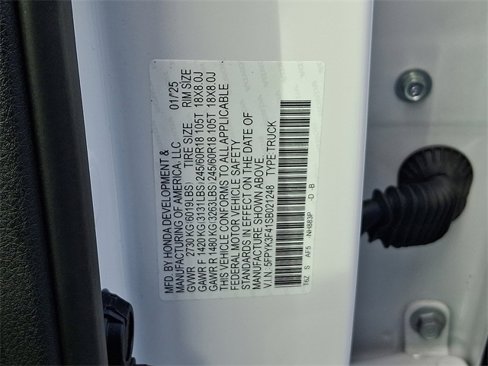 MFD. BY HONDA DEVELOPMENT & 01/'25
MANUFACTURING OF AMERICA, LLC
GVWR 2730 KG(6019LBS) TIRE SIZE RIM SIZE
GAWR F 1420 KG(3131LBS) 245/60R18 105T 18X8.0J
GAWR R 1480 KG(3263LBS) 245/60R18 105T 18X8.0J
THIS VEHICLE CONFORMS TO ALL APPLICABLE
FEDERAL MOTOR VEHICLE SAFETY
STANDARDS IN EFFECT ON THE DATE OF
MANUFACTURE SHOWN ABOVE.
V.I.N. 5FPYK3F41SB021248 TYPE:TRUCK
T6Z S AF5 NH883P -D -B